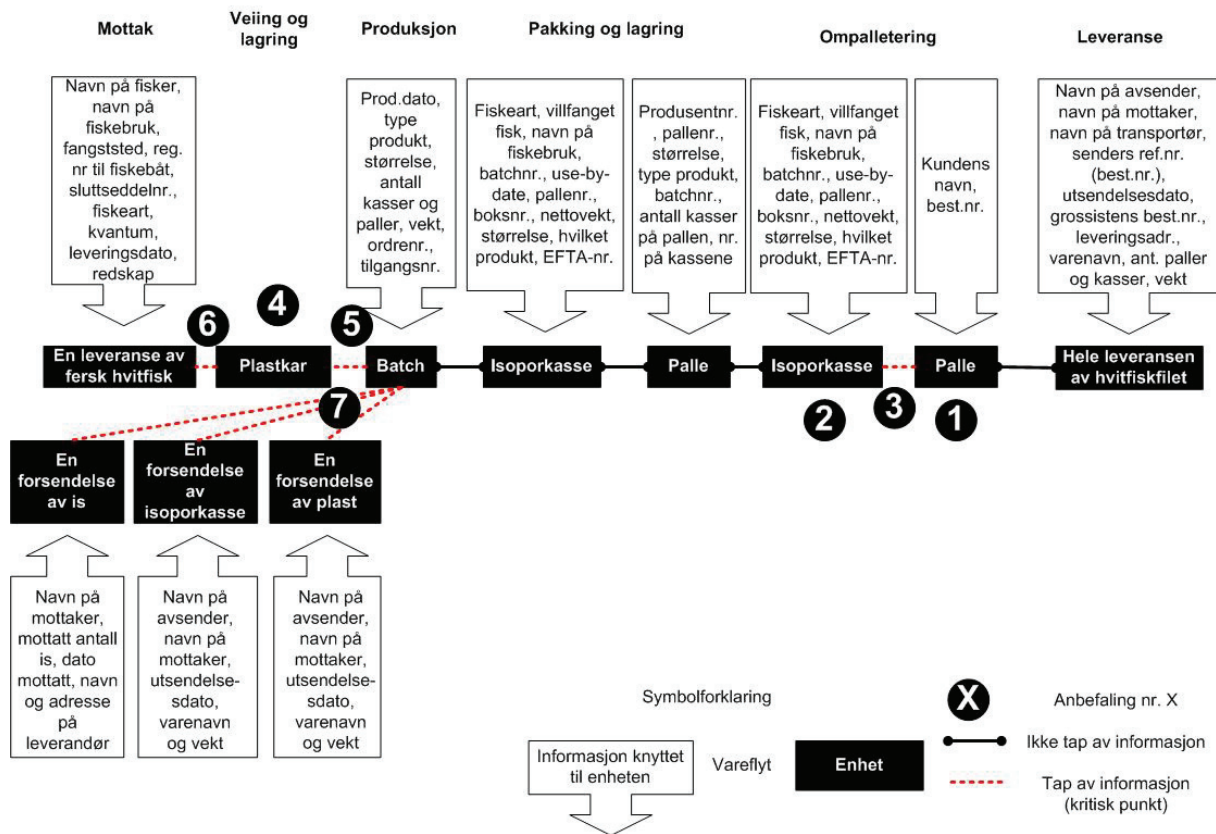 Mottak
Veiing og
lagring
Produksjon
Pakking og lagring
Ompalletering
Leveranse
Navn på fisker,
navn på
fiskebruk,
fangststed, reg.
nr til fiskebåt,
sluttseddelnr.,
fiskeart,
kvantum,
leveringsdato,
redskap
Prod.dato,
type
produkt,
størrelse,
antall
kasser og
paller, vekt,
ordrenr.,
tilgangsnr.
Fiskeart, villfanget
fisk, navn på
fiskebruk,
batchnr., use-by-
date, pallenr.,
boksnr., nettovekt,
størrelse, hvilket
produkt, EFTA-nr.
Produsentnr.
, pallenr.,
størrelse,
type produkt,
batchnr.,
antall kasser
på pallen, nr.
på kassene
Fiskeart, villfanget
fisk, navn på
fiskebruk,
batchnr., use-by-
date, pallenr.,
boksnr., nettovekt,
størrelse, hvilket
produkt, EFTA-nr.
Kundens
navn,
best.nr.
Navn på avsender,
navn på mottaker,
navn på transportør,
senders ref.nr.
(best.nr.),
utsendelsesdato,
grossistens best.nr.,
leveringsadr.,
varenavn, ant. paller
og kasser, vekt
6
4
5
En leveranse av
fersk hvitfisk
Plastkar
Batch
Isoporkasse
Palle
Isoporkasse
Palle
Hele leveransen
av hvitfiskfilet
7
2
3
1
En
forsendelse
av is
En
forsendelse
av
isoporkasse
En
forsendelse
av plast
Navn på
mottaker,
mottatt antall
is, dato
mottatt, navn
og adresse
på
leverandør
Navn på
avsender,
navn på
mottaker,
utsendelse-
sdato,
varenavn
og vekt
Navn på
avsender,
navn på
mottaker,
utsendelse-
sdato,
varenavn
og vekt
Symbolforklaring
X
Anbefaling nr. X
Informasjon knyttet
til enheten
Vareflyt
Enhet
Ikke tap av informasjon
Tap av informasjon
(kritisk punkt)